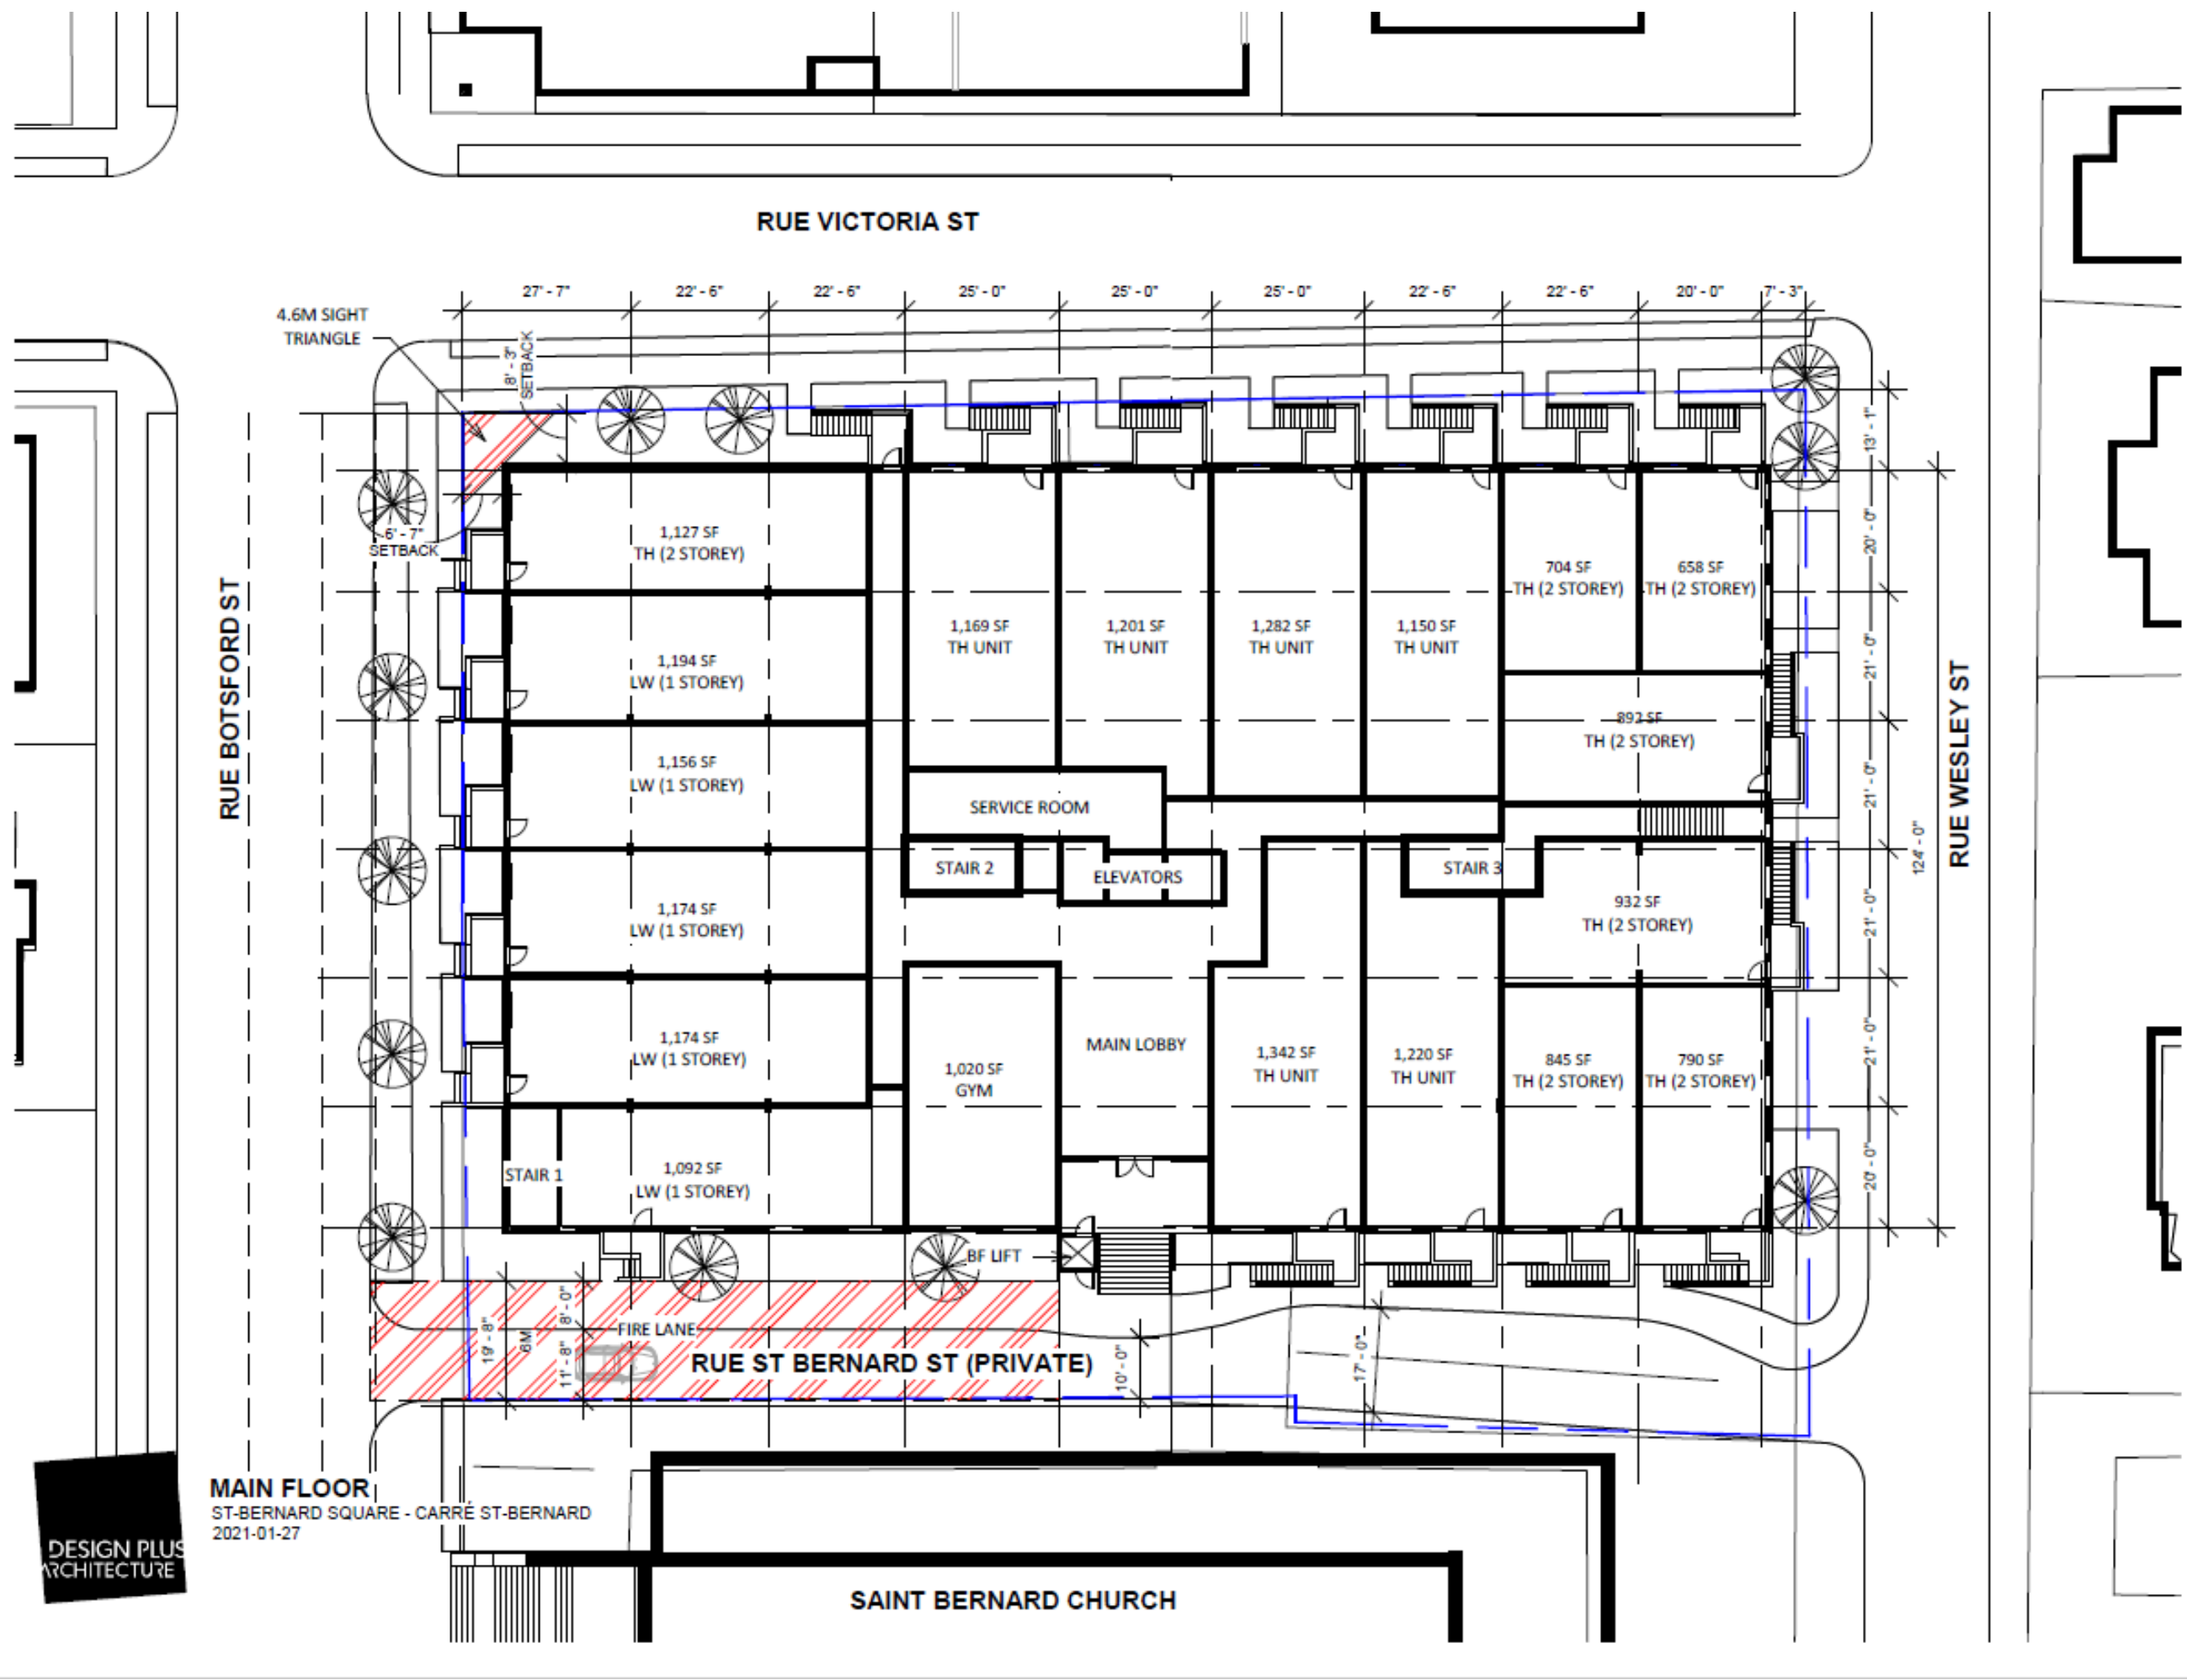 RUE VICTORIA ST
27' - 7"
22' - 6"
22' - 6"
25' - 0"
25' - 0"
25' - 0"
22' - 6"
22' - 6"
20' - 0"
7' - 3"
4.6M SIGHT
TRIANGLE
8' - 3"
SETBACK
6' - 7"
SETBACK
RUE BOTSFORD ST
RUE WESLEY ST
13' - 1"
20' - 0"
21' - 0"
21' - 0"
21' - 0"
21' - 0"
20' - 0"
124' - 0"
1,127 SF
TH (2 STOREY)
1,194 SF
LW (1 STOREY)
1,156 SF
LW (1 STOREY)
1,174 SF
LW (1 STOREY)
1,174 SF
LW (1 STOREY)
1,092 SF
LW (1 STOREY)
STAIR 1
1,169 SF
TH UNIT
1,201 SF
TH UNIT
1,282 SF
TH UNIT
1,150 SF
TH UNIT
704 SF
TH (2 STOREY)
658 SF
TH (2 STOREY)
892 SF
TH (2 STOREY)
SERVICE ROOM
STAIR 2
ELEVATORS
STAIR 3
932 SF
TH (2 STOREY)
1,020 SF
GYM
MAIN LOBBY
1,342 SF
TH UNIT
1,220 SF
TH UNIT
845 SF
TH (2 STOREY)
790 SF
TH (2 STOREY)
BF LIFT
19' - 8"
6M
11' - 8"
8' - 0"
FIRE LANE
RUE ST BERNARD ST (PRIVATE)
10' - 0"
17' - 0"
MAIN FLOOR
ST-BERNARD SQUARE - CARRÉ ST-BERNARD
2021-01-27
DESIGN PLUS
ARCHITECTURE
SAINT BERNARD CHURCH